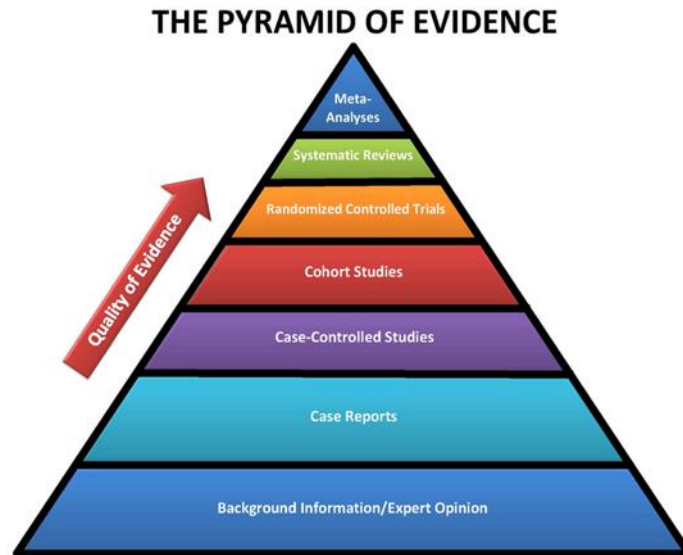 THE PYRAMID OF EVIDENCE
Meta-
Analyses
Systematic Reviews
Randomized Controlled Trials
Quality of Evidence
Cohort Studies
Case-Controlled Studies
Case Reports
Background Information/Expert Opinion